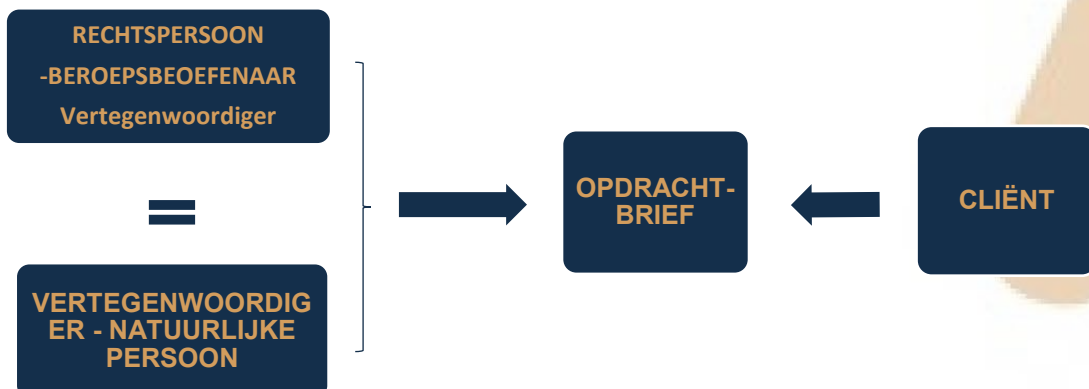 RECHTSPERSOON
-BEROEPSBEOEFENAAR
Vertegenwoordiger
=
VERTEGENWOORDIG
ER - NATUURLIJKE
PERSOON
OPDRACHT-
BRIEF
CLIËNT